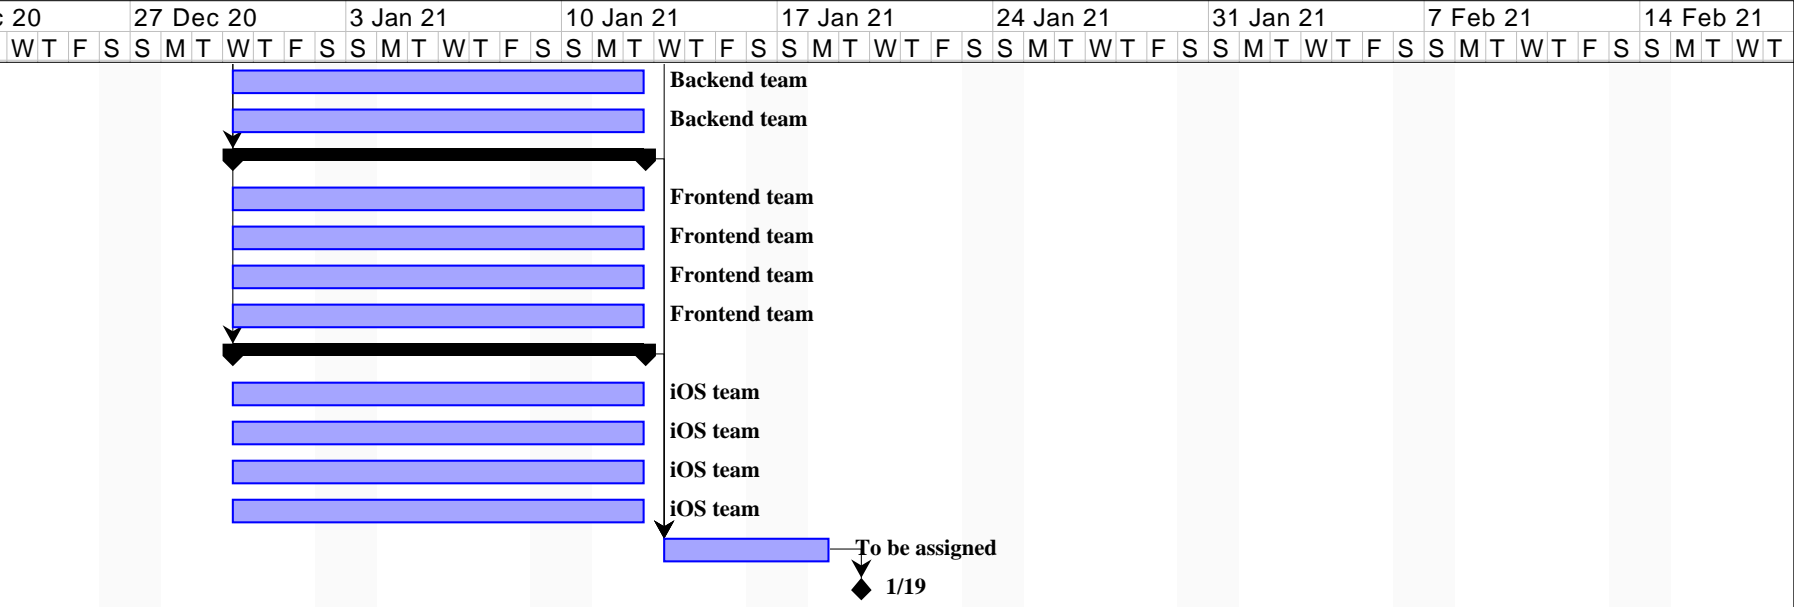 c 20 27 Dec 20 3 Jan 21 10 Jan 21 17 Jan 21 24 Jan 21 31 Jan 21 7 Feb 21 14 Feb 21
W T F S S M T W T F S S M T W T F S S M T W T F S S M T W T F S S M T W T F S S M T W T F S S M T W T F S S M T W T
Backend team
Backend team
Frontend team
Frontend team
Frontend team
Frontend team
iOS team
iOS team
iOS team
iOS team
To be assigned
1/19